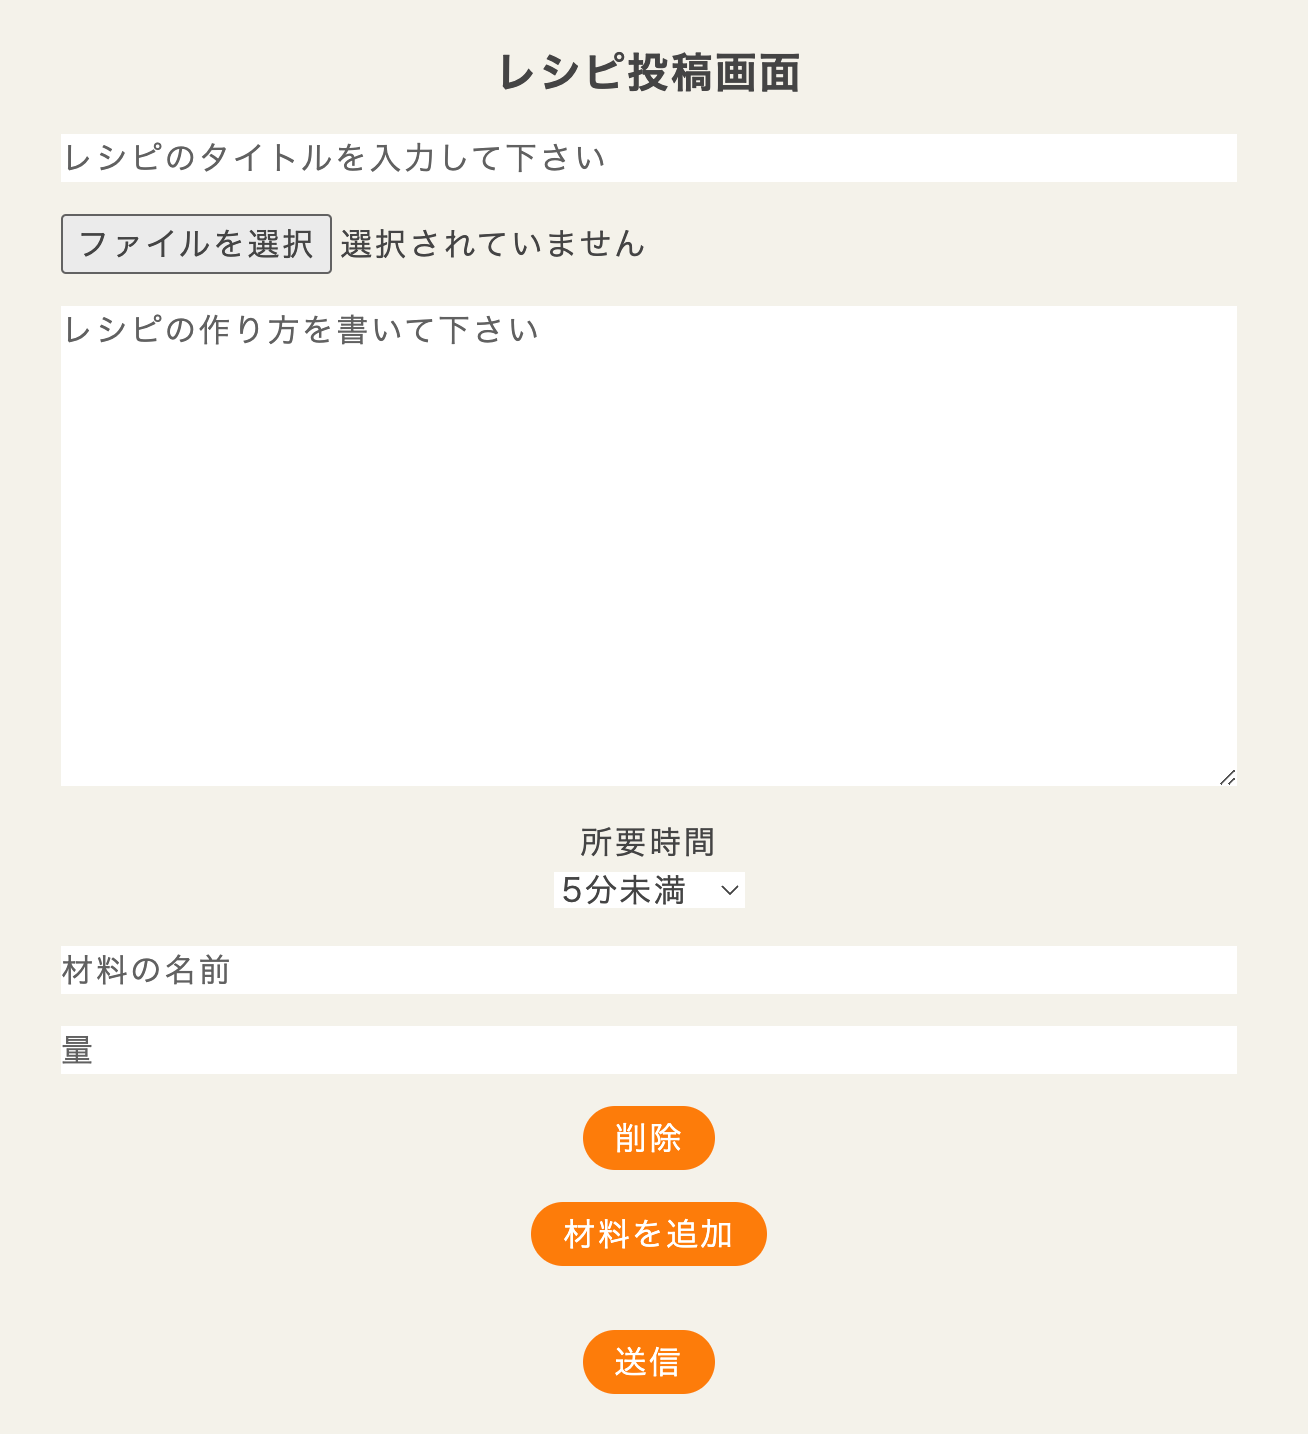 レシピ投稿画面
レシピのタイトルを入力して下さい
ファイルを選択 選択されていません
レシピの作り方を書いて下さい
所要時間
5分未満
材料の名前
量
削除
材料を追加
送信